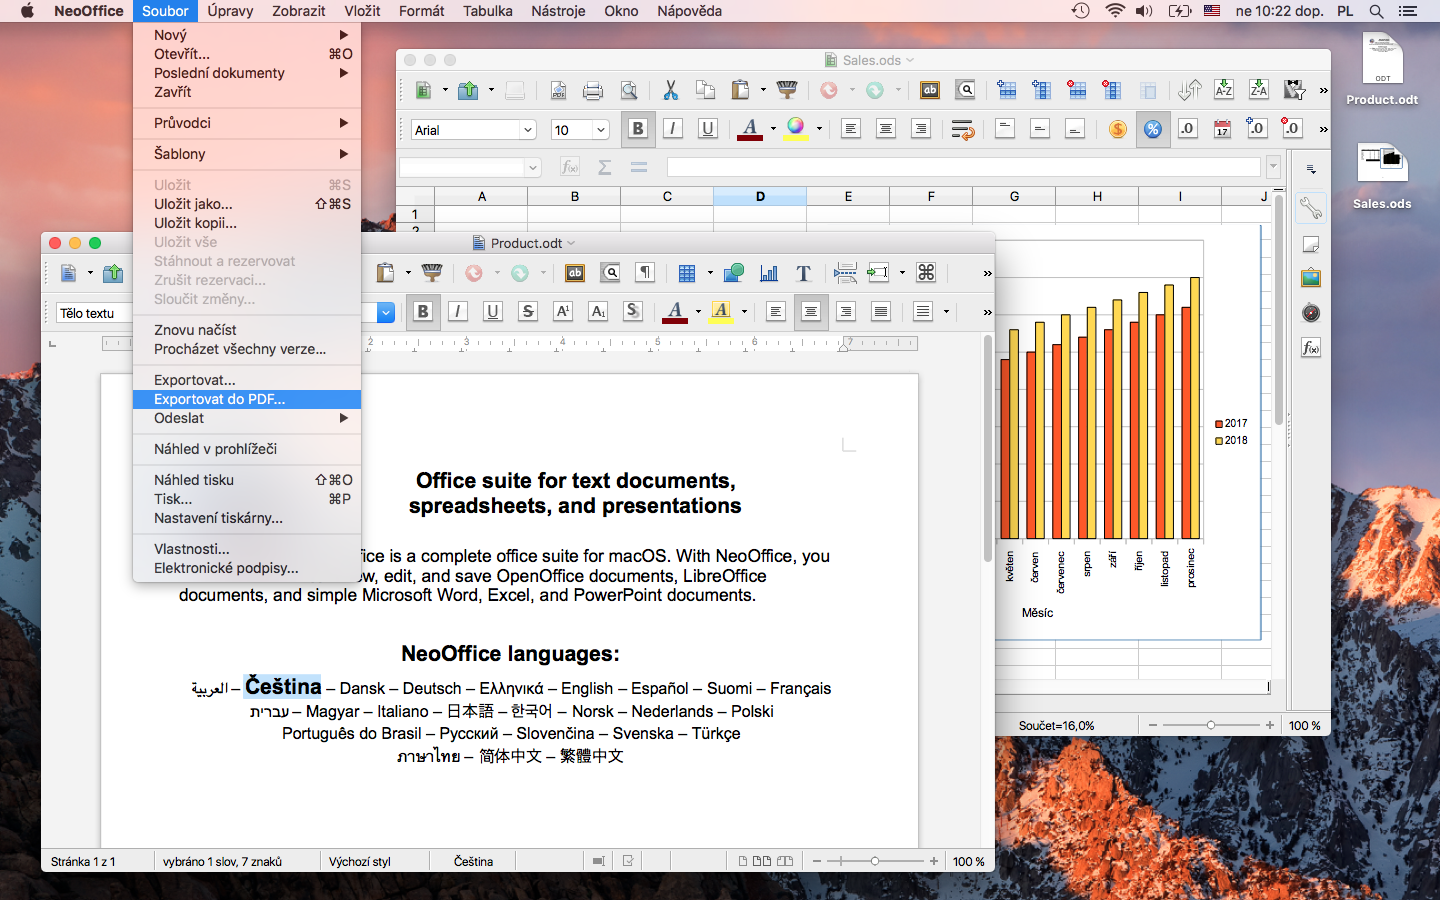 NeoOffice Soubor Úpravy Zobrazit Vložit Formát Tabulka Nástroje Okno Nápověda ne 10:22 dop. PL
Nový
Otevřít... ⌘O
Poslední dokumenty
Zavřít
Průvodci
Šablony
Uložit ⌘S
Uložit jako... ⇧⌘S
Uložit kopii...
Uložit vše
Stáhnout a rezervovat
Zrušit rezervaci...
Sloučit změny...
Znovu načíst
Procházet všechny verze...
Exportovat...
Exportovat do PDF...
Odeslat
Náhled v prohlížeči
Náhled tisku ⇧⌘O
Tisk... ⌘P
Nastavení tiskárny...
Vlastnosti...
Elektronické podpisy...
Sales.ods
Arial 10
A B C D E F G H I J
1
2
2017
2018
květen červen červenec srpen září říjen listopad prosinec
Měsíc
Součet=16,0% 100 %
ODT
Product.odt
Sales.ods
Product.odt
Tělo textu
2 3 4 5 6 7
Office suite for text documents,
spreadsheets, and presentations
fice is a complete office suite for macOS. With NeoOffice, you
w, edit, and save OpenOffice documents, LibreOffice
documents, and simple Microsoft Word, Excel, and PowerPoint documents.
NeoOffice languages:
العربية – Čeština – Dansk – Deutsch – Ελληνικά – English – Español – Suomi – Français
עברית – Magyar – Italiano – 日本語 – 한국어 – Norsk – Nederlands – Polski
Português do Brasil – Русский – Slovenčina – Svenska – Türkçe
ภาษาไทย – 简体中文 – 繁體中文
Stránka 1 z 1 vybráno 1 slov, 7 znaků Výchozí styl Čeština 100 %